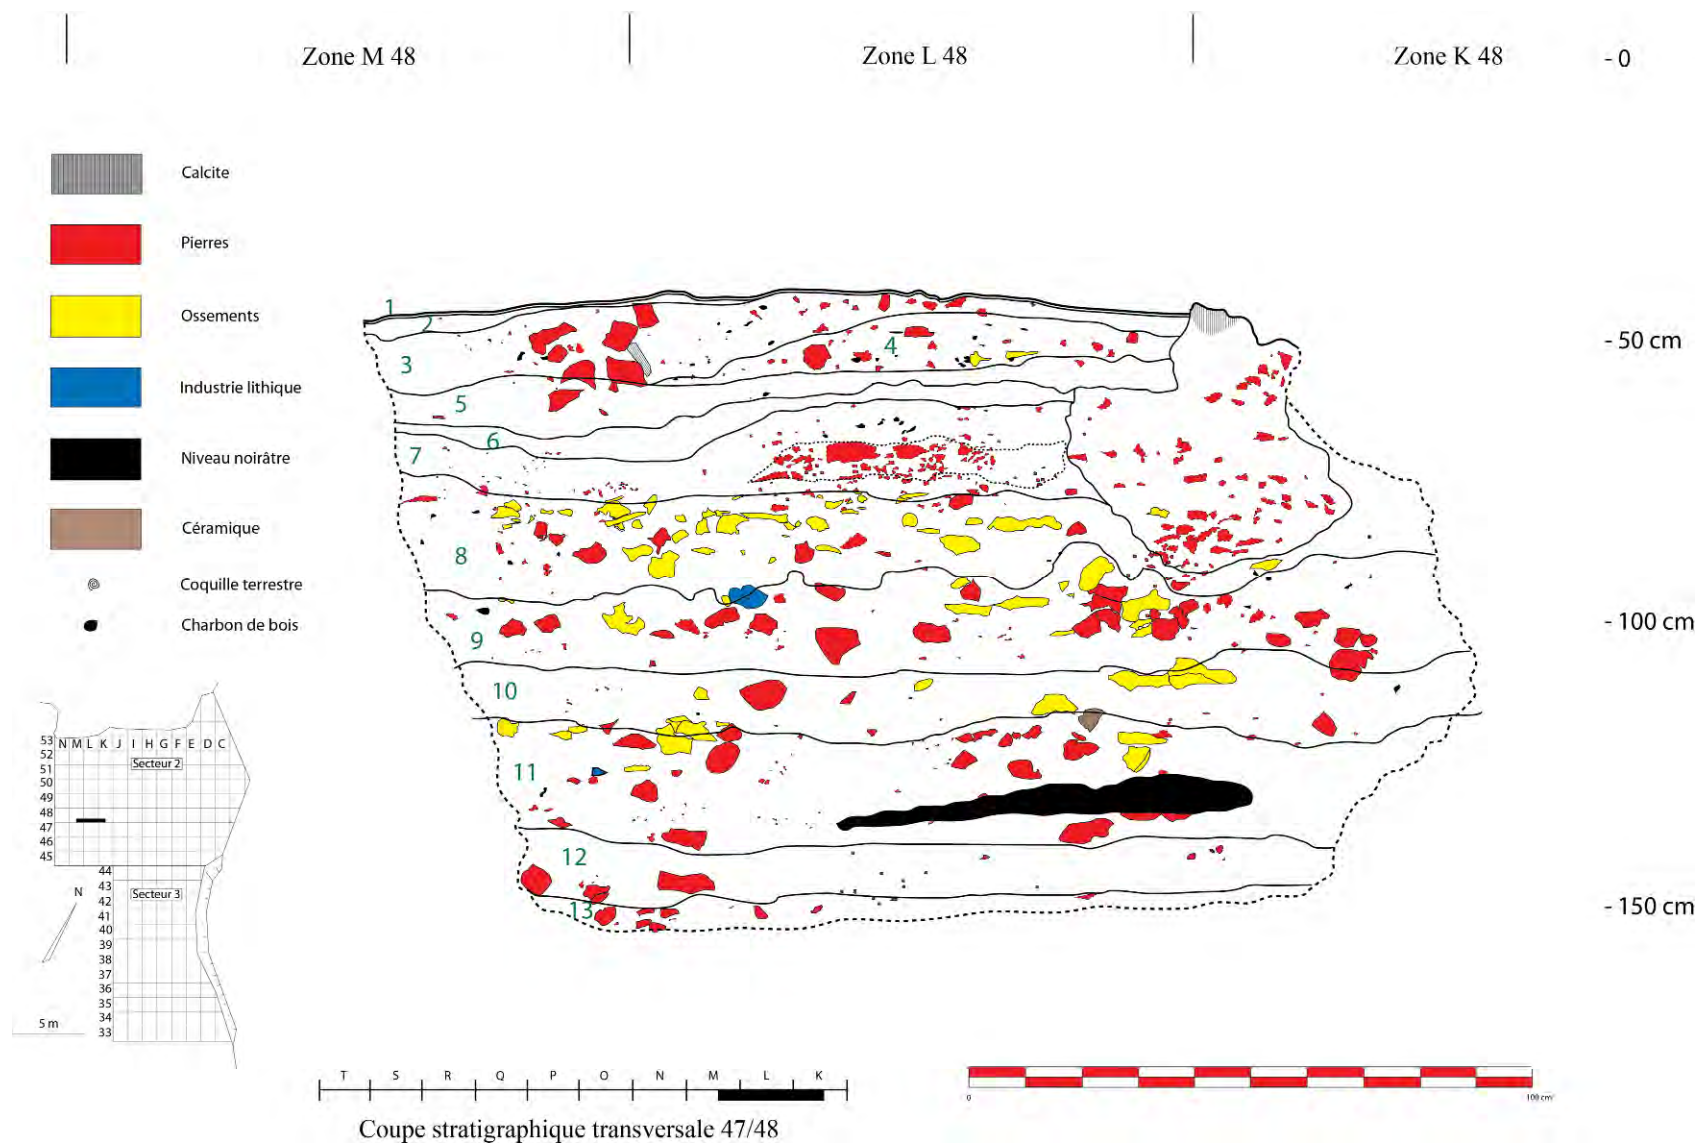 Zone M 48
Zone L 48
Zone K 48
- 0
Calcite
Pierres
Ossements
Industrie lithique
Niveau noirâtre
Céramique
Coquille terrestre
Charbon de bois
- 50 cm
- 100 cm
- 150 cm
1
2
3
4
5
6
7
8
9
10
11
12
13
N M L K J I H G F E D C
53
52
51
50
49
48
47
46
45
44
43
42
41
40
39
38
37
36
35
34
33
Secteur 2
Secteur 3
N
5 m
T S R Q P O N M L K
Coupe stratigraphique transversale 47/48
0
100 cm